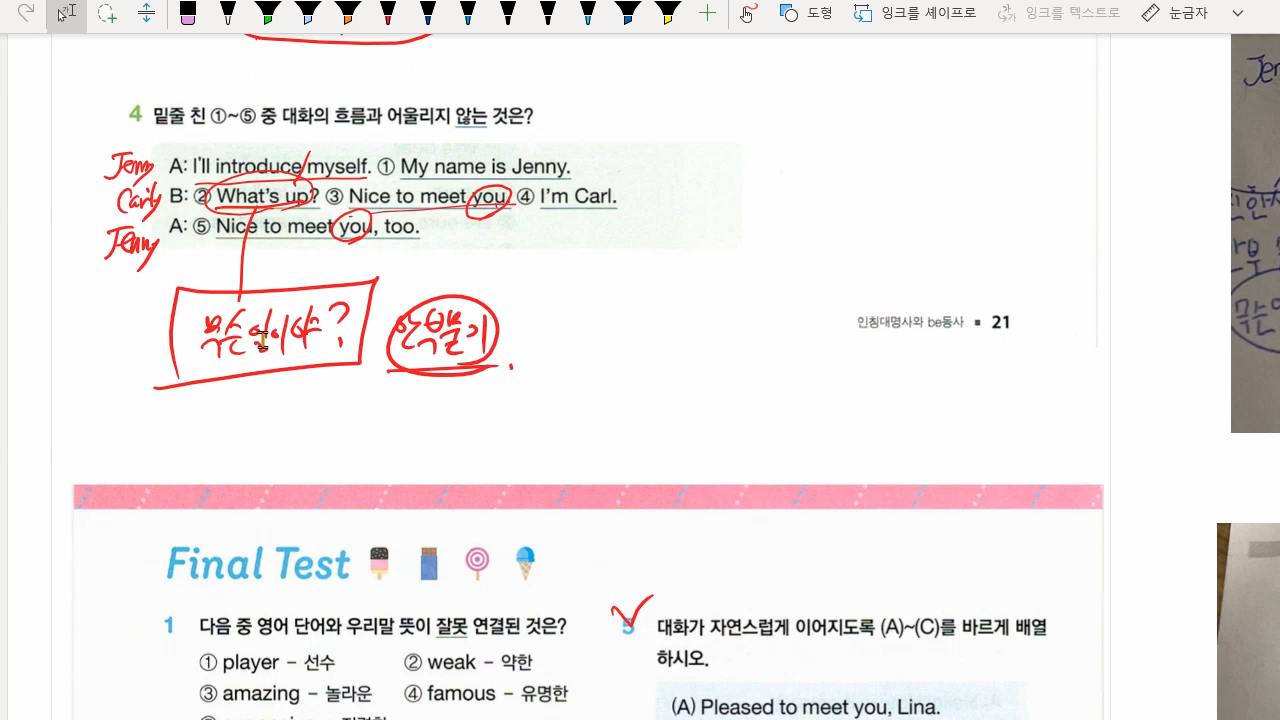 도형 잉크를 셰이프로 잉크를 텍스트로 눈금자
4 밑줄 친 ①~⑤ 중 대화의 흐름과 어울리지 않는 것은?
Jenny A: I'll introduce myself. ① My name is Jenny.
B: ② What's up? ③ Nice to meet you. ④ I'm Carl.
Jenny A: ⑤ Nice to meet you, too.
무슨 일이야? 안부묻기.
인칭대명사와 be동사 ■ 21
Final Test
1 다음 중 영어 단어와 우리말 뜻이 잘못 연결된 것은?
① player – 선수 ② weak – 약한
③ amazing – 놀라운 ④ famous – 유명한
5 대화가 자연스럽게 이어지도록 (A)~(C)를 바르게 배열
하시오.
(A) Pleased to meet you, Lina.